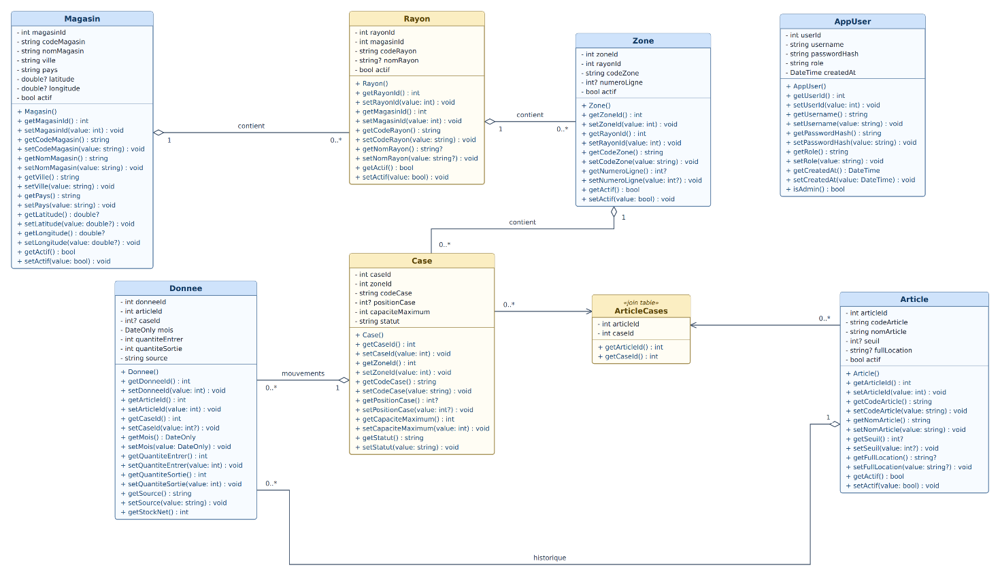 Magasin
- int magasinId
- string codeMagasin
- string nomMagasin
- string ville
- string pays
- double? latitude
- double? longitude
- bool actif
+ Magasin()
+ getMagasinId() : int
+ setMagasinId(value: int) : void
+ getCodeMagasin() : string
+ setCodeMagasin(value: string) : void
+ getNomMagasin() : string
+ setNomMagasin(value: string) : void
+ getVille() : string
+ setVille(value: string) : void
+ getPays() : string
+ setPays(value: string) : void
+ getLatitude() : double?
+ setLatitude(value: double?) : void
+ getLongitude() : double?
+ setLongitude(value: double?) : void
+ getActif() : bool
+ setActif(value: bool) : void
contient
1
0..*
Rayon
- int rayonId
- int magasinId
- string codeRayon
- string? nomRayon
- bool actif
+ Rayon()
+ getRayonId() : int
+ setRayonId(value: int) : void
+ getMagasinId() : int
+ setMagasinId(value: int) : void
+ getCodeRayon() : string
+ setCodeRayon(value: string) : void
+ getNomRayon() : string?
+ setNomRayon(value: string?) : void
+ getActif() : bool
+ setActif(value: bool) : void
contient
1
0..*
Zone
- int zoneId
- int rayonId
- string codeZone
- int? numeroLigne
- bool actif
+ Zone()
+ getZoneId() : int
+ setZoneId(value: int) : void
+ getRayonId() : int
+ setRayonId(value: int) : void
+ getCodeZone() : string
+ setCodeZone(value: string) : void
+ getNumeroLigne() : int?
+ setNumeroLigne(value: int?) : void
+ getActif() : bool
+ setActif(value: bool) : void
AppUser
- int userId
- string username
- string passwordHash
- string role
- DateTime createdAt
+ AppUser()
+ getUserId() : int
+ setUserId(value: int) : void
+ getUsername() : string
+ setUsername(value: string) : void
+ getPasswordHash() : string
+ setPasswordHash(value: string) : void
+ getRole() : string
+ setRole(value: string) : void
+ getCreatedAt() : DateTime
+ setCreatedAt(value: DateTime) : void
+ isAdmin() : bool
1
contient
0..*
Donnee
- int donneeId
- int articleId
- int? caseId
- DateOnly mois
- int quantiteEntrer
- int quantiteSortie
- string source
+ Donnee()
+ getDonneeId() : int
+ setDonneeId(value: int) : void
+ getArticleId() : int
+ setArticleId(value: int) : void
+ getCaseId() : int
+ setCaseId(value: int?) : void
+ getMois() : DateOnly
+ setMois(value: DateOnly) : void
+ getQuantiteEntrer() : int
+ setQuantiteEntrer(value: int) : void
+ getQuantiteSortie() : int
+ setQuantiteSortie(value: int) : void
+ getSource() : string
+ setSource(value: string) : void
+ getStockNet() : int
mouvements
0..*
1
Case
- int caseId
- int zoneId
- string codeCase
- int? positionCase
- int capaciteMaximum
- string statut
+ Case()
+ getCaseId() : int
+ setCaseId(value: int) : void
+ getZoneId() : int
+ setZoneId(value: int) : void
+ getCodeCase() : string
+ setCodeCase(value: string) : void
+ getPositionCase() : int?
+ setPositionCase(value: int?) : void
+ getCapaciteMaximum() : int
+ setCapaciteMaximum(value: int) : void
+ getStatut() : string
+ setStatut(value: string) : void
0..*
«join table»
ArticleCases
- int articleId
- int caseId
+ getArticleId() : int
+ getCaseId() : int
0..*
Article
- int articleId
- string codeArticle
- string nomArticle
- int? seuil
- string? fullLocation
- bool actif
+ Article()
+ getArticleId() : int
+ setArticleId(value: int) : void
+ getCodeArticle() : string
+ setCodeArticle(value: string) : void
+ getNomArticle() : string
+ setNomArticle(value: string) : void
+ getSeuil() : int?
+ setSeuil(value: int?) : void
+ getFullLocation() : string?
+ setFullLocation(value: string?) : void
+ getActif() : bool
+ setActif(value: bool) : void
1
0..*
historique